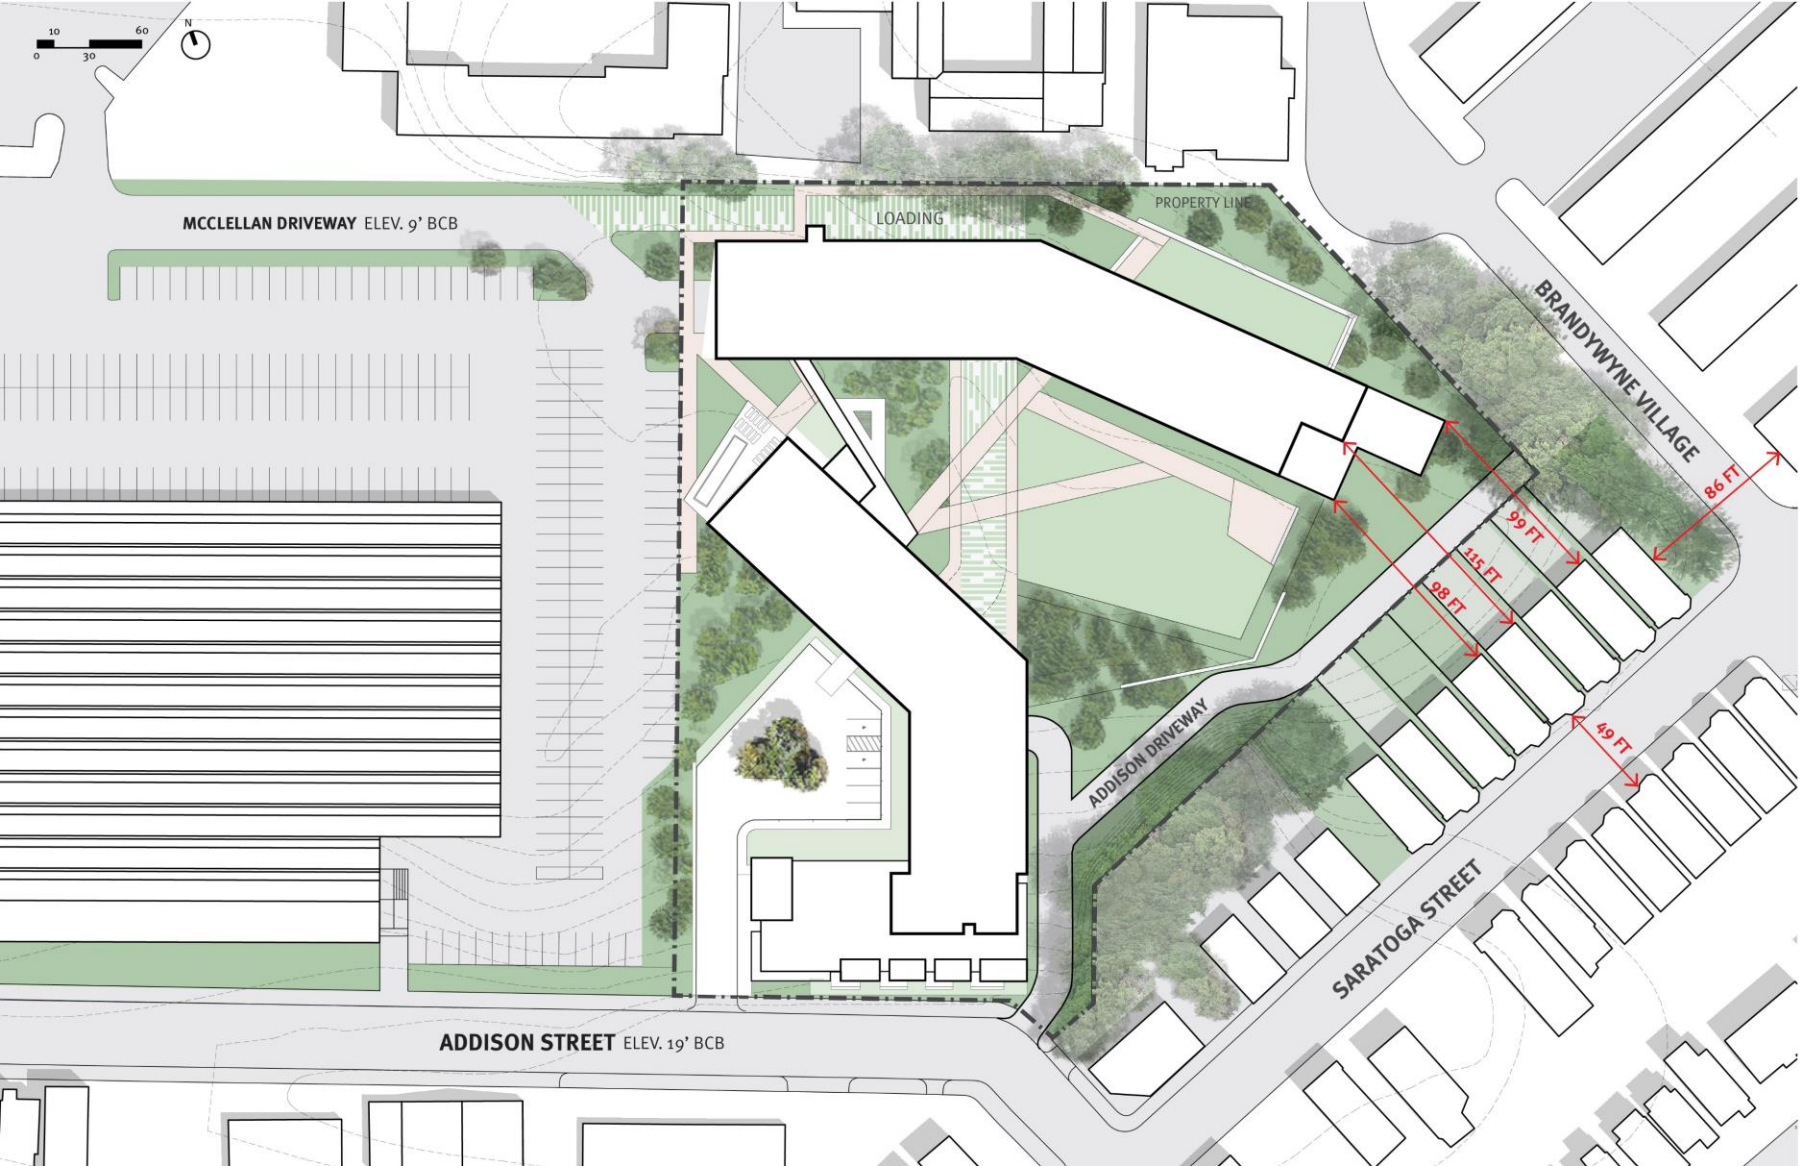 N
10 60
0 30
MCCLELLAN DRIVEWAY ELEV. 9' BCB
LOADING
PROPERTY LINE
BRANDYWYNE VILLAGE
86 FT
99 FT
115 FT
98 FT
49 FT
ADDISON DRIVEWAY
SARATOGA STREET
ADDISON STREET ELEV. 19' BCB